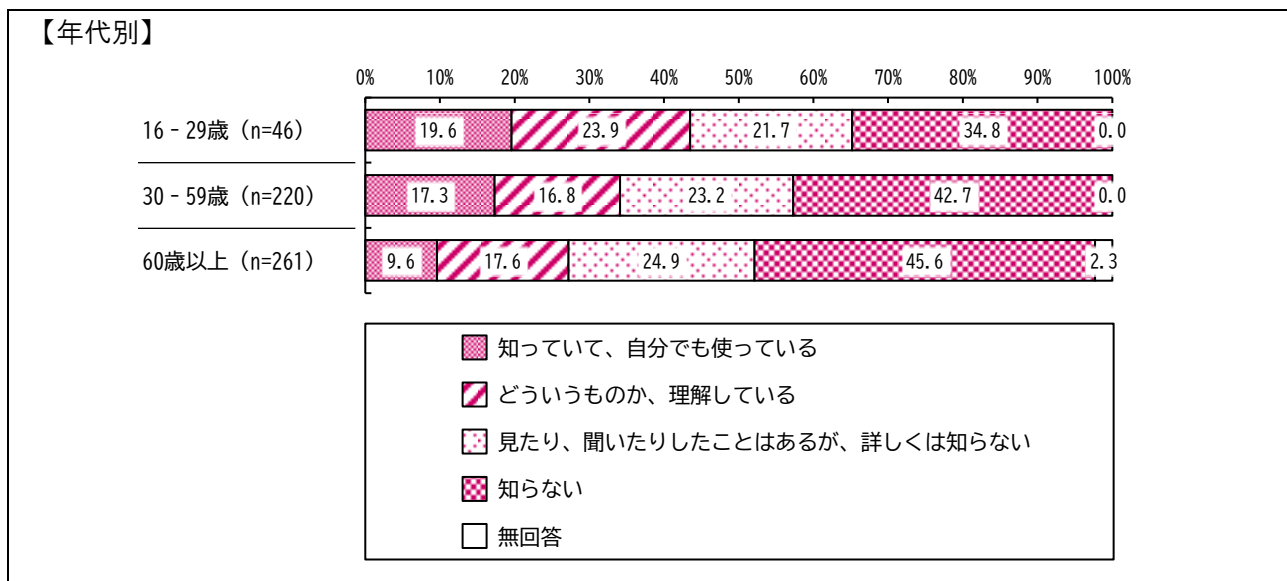 【年代別】
0% 10% 20% 30% 40% 50% 60% 70% 80% 90% 100%
16‐29歳（n=46） 19.6 23.9 21.7 34.8 0.0
30‐59歳（n=220） 17.3 16.8 23.2 42.7 0.0
60歳以上（n=261） 9.6 17.6 24.9 45.6 2.3
知っていて、自分でも使っている
どういうものか、理解している
見たり、聞いたりしたことはあるが、詳しくは知らない
知らない
無回答